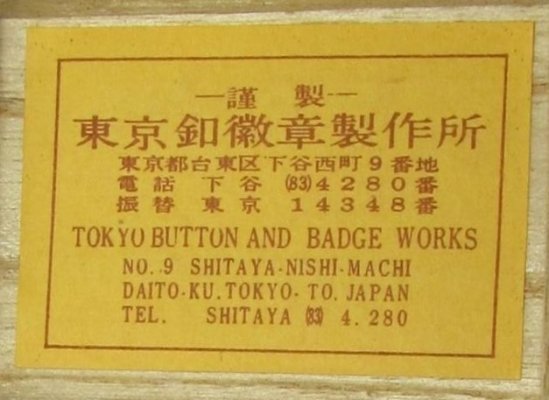 ―謹 製―
東京釦徽章製作所
東京都台東区下谷西町9番地
電話 下谷 (83)4280番
振替 東京 14348番
TOKYO BUTTON AND BADGE WORKS
NO. 9 SHITAYA-NISHI-MACHI
DAITO-KU. TOKYO-TO. JAPAN
TEL. SHITAYA (83) 4.280